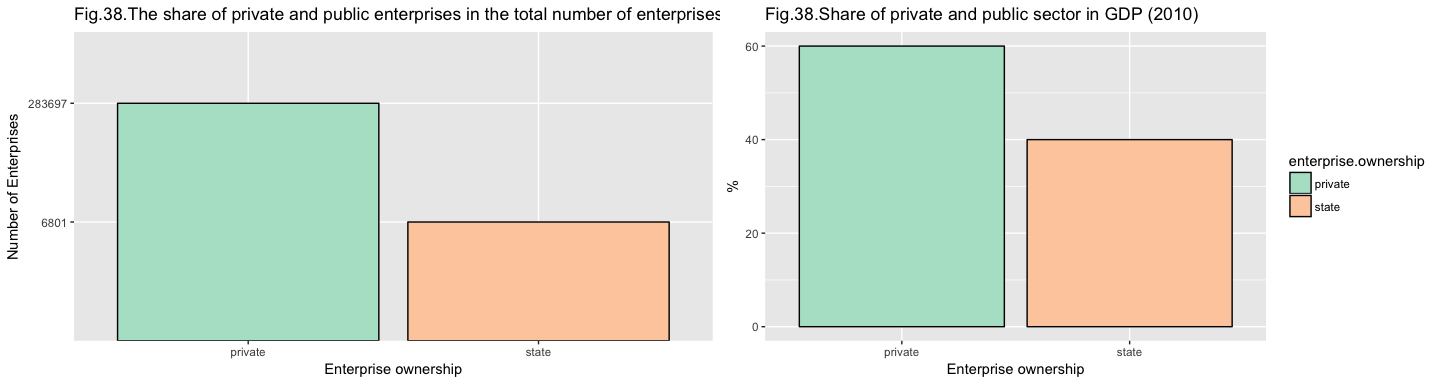 Fig.38.The share of private and public enterprises in the total number of enterprises
Number of Enterprises
283697
6801
private
state
Enterprise ownership
Fig.38.Share of private and public sector in GDP (2010)
%
60
40
20
0
private
state
Enterprise ownership
enterprise.ownership
private
state